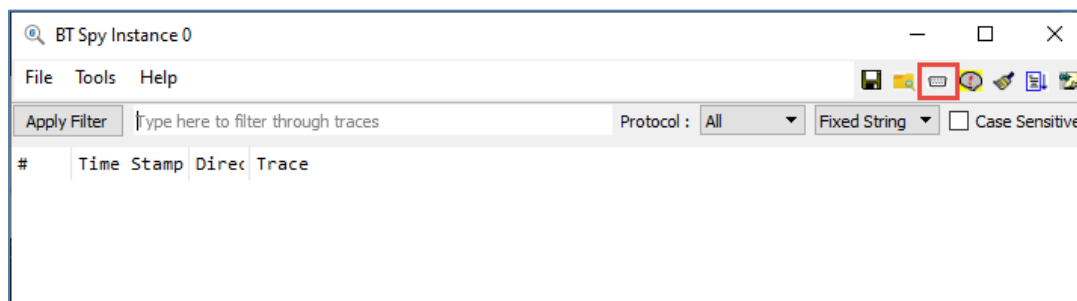 BT Spy Instance 0
File Tools Help
Apply Filter Type here to filter through traces Protocol : All Fixed String Case Sensitive
# Time Stamp Direc Trace